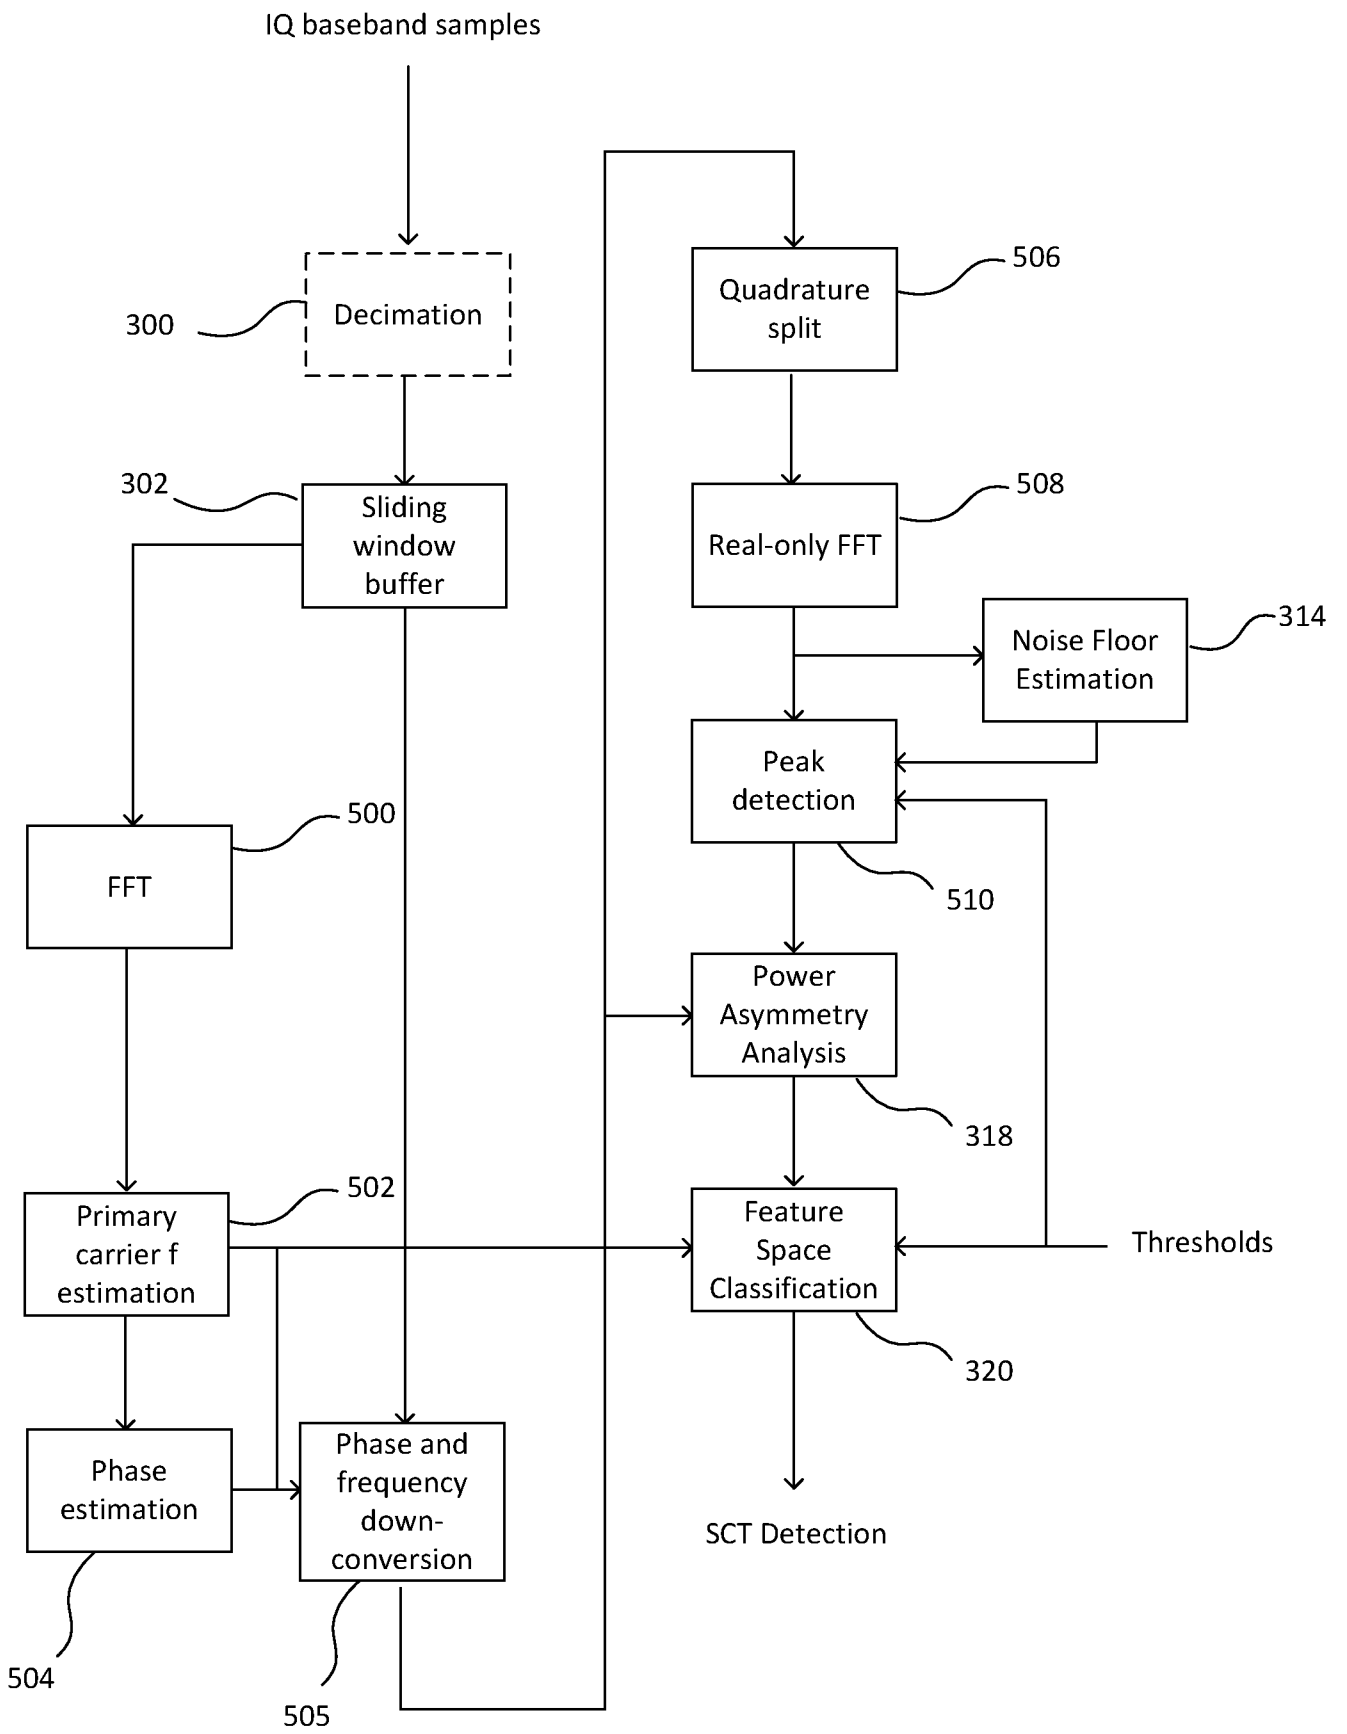 IQ baseband samples
506
Quadrature
split
300
Decimation
302
Sliding
window
buffer
508
Real-only FFT
314
Noise Floor
Estimation
Peak
detection
510
500
FFT
Power
Asymmetry
Analysis
318
502
Primary
carrier f
estimation
Feature
Space
Classification
Thresholds
320
Phase
estimation
Phase and
frequency
down-
conversion
SCT Detection
504
505